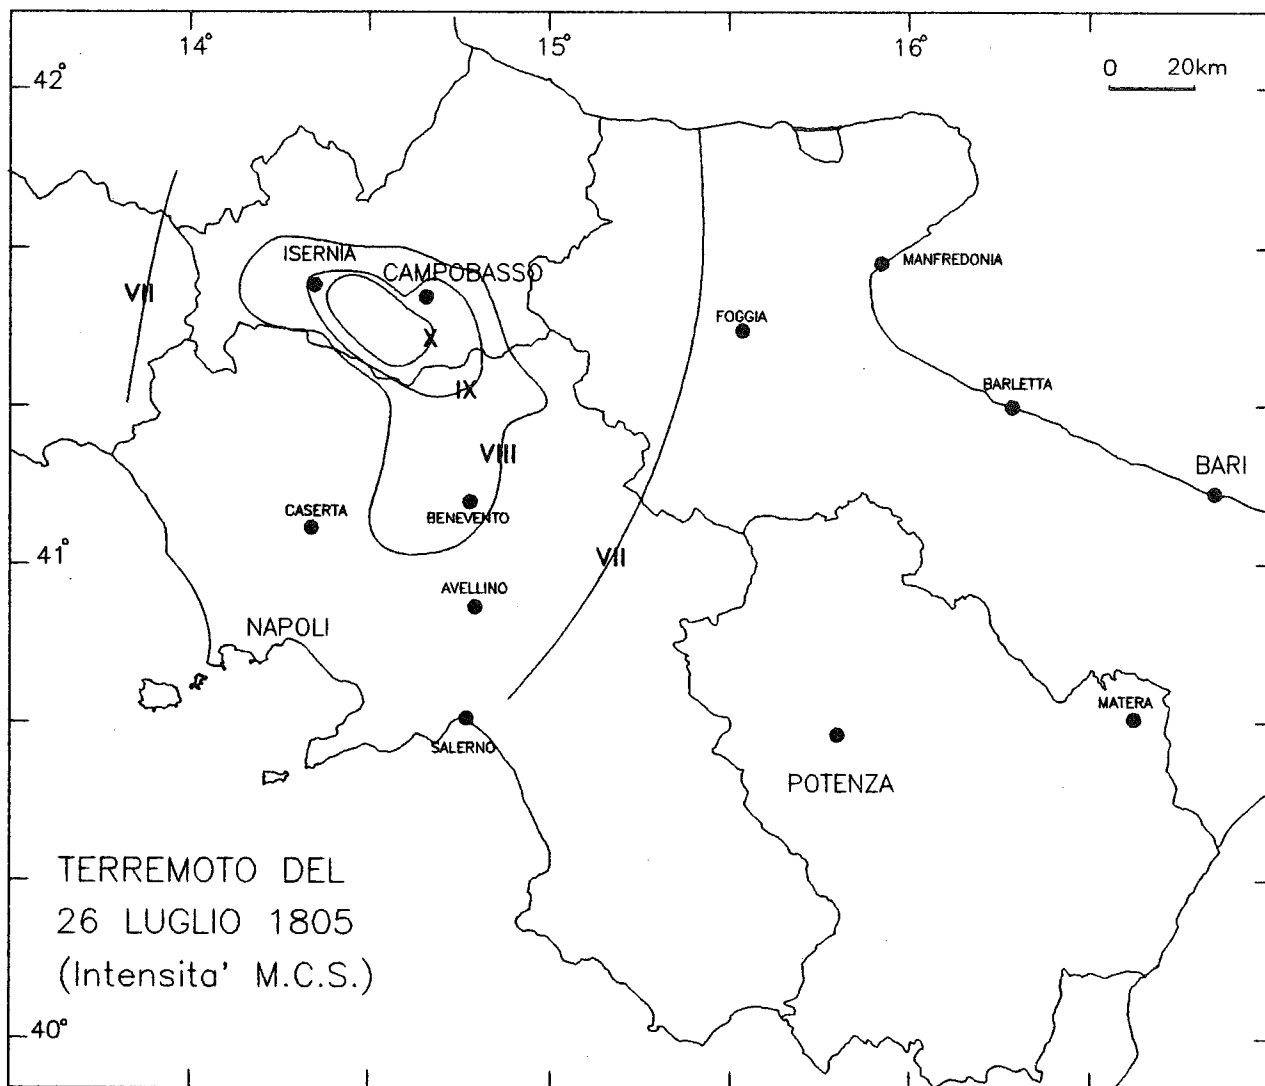 14°
15°
16°
42°
0 20km
ISERNIA
CAMPOBASSO
MANFREDONIA
VII
FOGGIA
X
IX
BARLETTA
VIII
BARI
CASERTA
BENEVENTO
41°
VII
AVELLINO
NAPOLI
MATERA
SALERNO
POTENZA
TERREMOTO DEL
26 LUGLIO 1805
(Intensita' M.C.S.)
40°